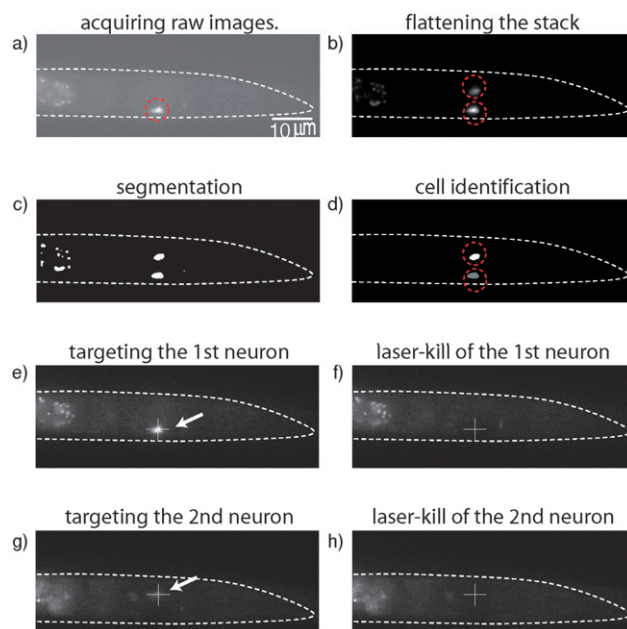 acquiring raw images.
flattening the stack
a)
b)
10 μm
segmentation
cell identification
c)
d)
targeting the 1st neuron
laser-kill of the 1st neuron
e)
f)
targeting the 2nd neuron
laser-kill of the 2nd neuron
g)
h)